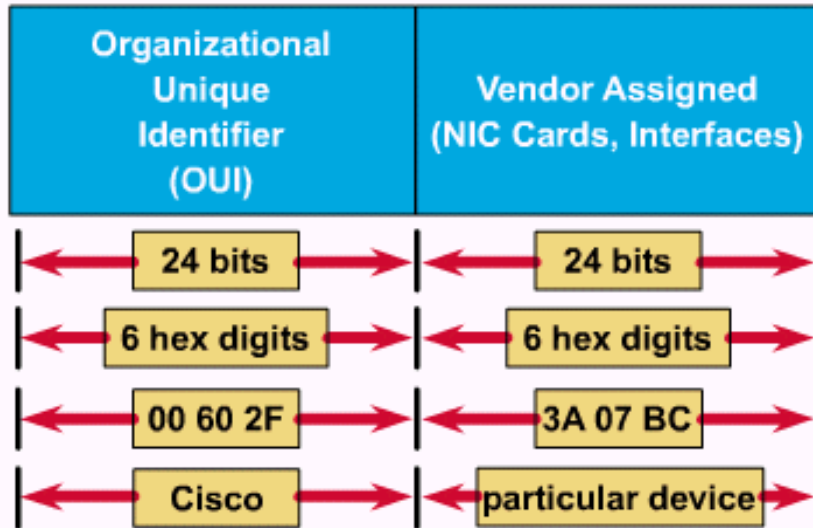 Organizational
Unique
Identifier
(OUI)
Vendor Assigned
(NIC Cards, Interfaces)
24 bits
24 bits
6 hex digits
6 hex digits
00 60 2F
3A 07 BC
Cisco
particular device